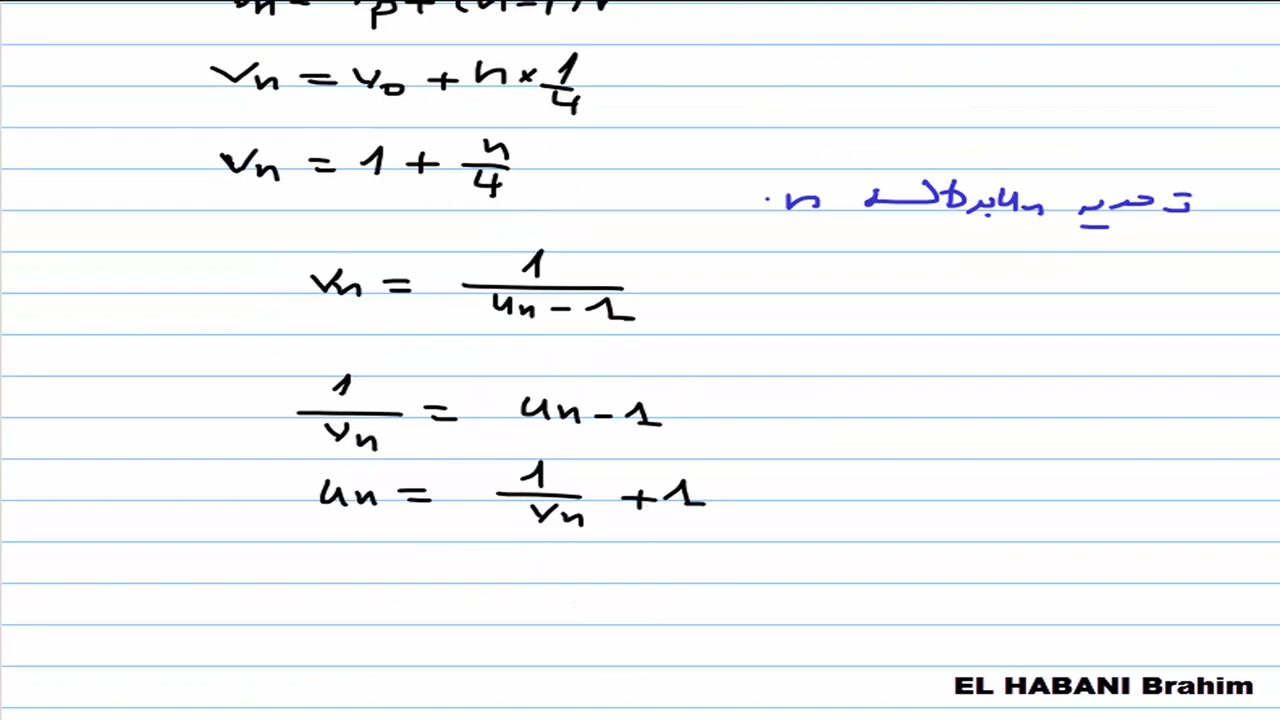 vn = v0 + n × 1/4
vn = 1 + n/4
تحديد un بدلالة n.
vn = 1/(un − 1)
1/vn = un − 1
un = 1/vn + 1
EL HABANI Brahim